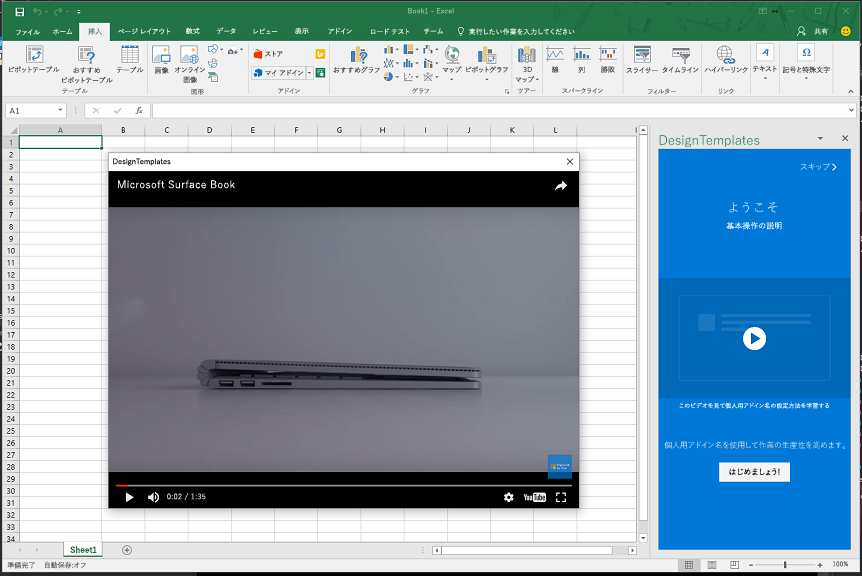 Book1 - Excel
ファイル ホーム 挿入 ページ レイアウト 数式 データ レビュー 表示 アドイン ロード テスト チーム 実行したい作業を入力してください 共有
ピボットテーブル おすすめ ピボットテーブル テーブル
テーブル
画像 オンライン 画像
図形
ストア
マイ アドイン
アドイン
おすすめグラフ マップ ピボットグラフ
グラフ
3D マップ
ツアー
線 列 勝敗
スパークライン
スライサー タイムライン
フィルター
ハイパーリンク
リンク
テキスト
記号と特殊文字
A1
fx
A B C D E F G H I J K L
1
2
3
4
5
6
7
8
9
10
11
12
13
14
15
16
17
18
19
20
21
22
23
24
25
26
27
28
29
30
31
32
33
34
DesignTemplates
Microsoft Surface Book
0:02 / 1:35
YouTube
DesignTemplates
スキップ
ようこそ
基本操作の説明
このビデオを見て個人用アドイン名の設定方法を学習する
個人用アドイン名を使用して作業の生産性を高めます。
はじめましょう!
Sheet1
準備完了 自動保存:オフ
100%